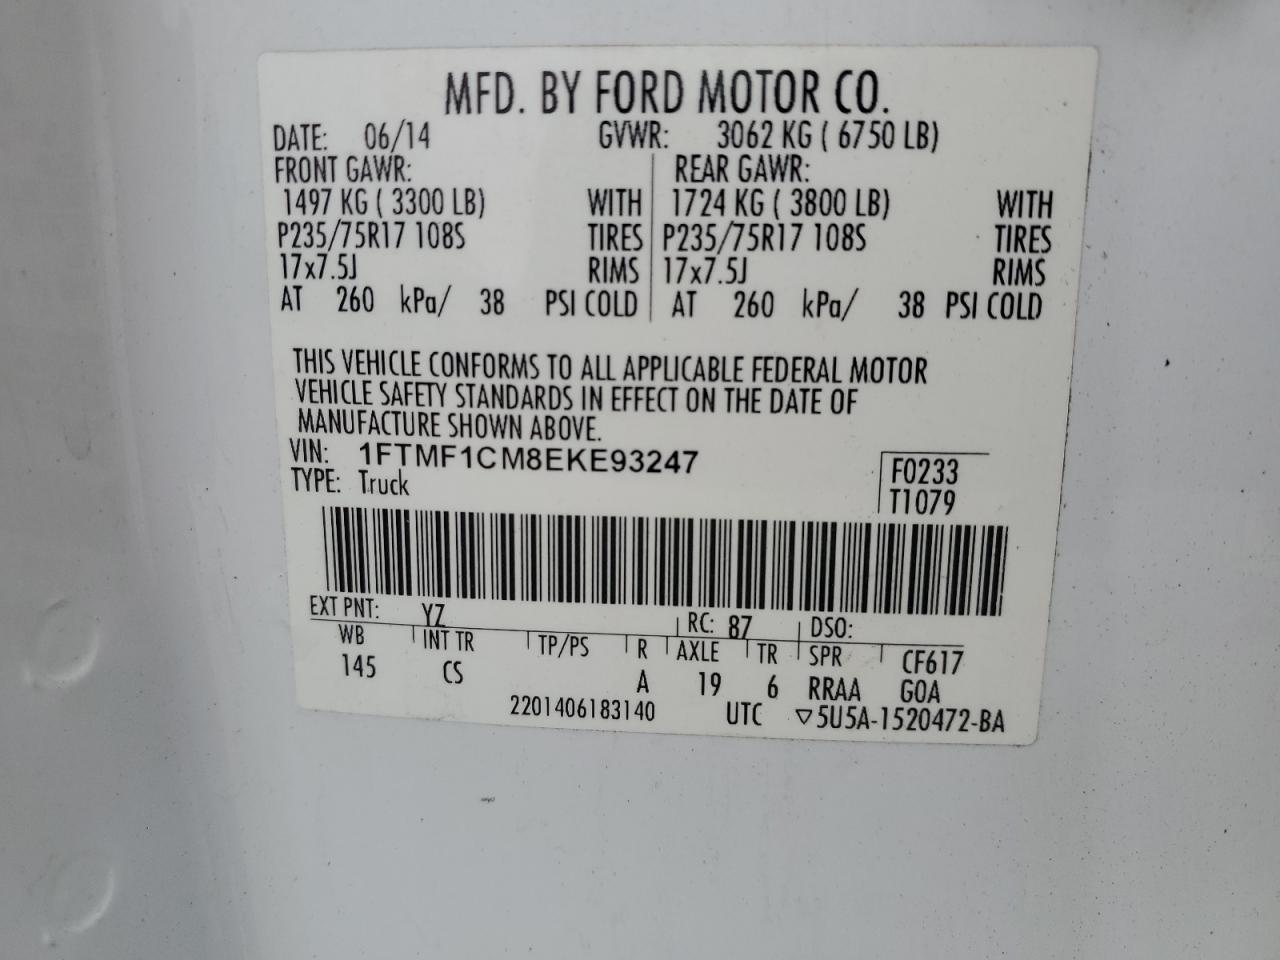 MFD. BY FORD MOTOR CO.
DATE: 06/14 GVWR: 3062 KG ( 6750 LB)
FRONT GAWR: REAR GAWR:
1497 KG ( 3300 LB) WITH 1724 KG ( 3800 LB) WITH
P235/75R17 108S TIRES P235/75R17 108S TIRES
17x7.5J RIMS 17x7.5J RIMS
AT 260 kPa/ 38 PSI COLD AT 260 kPa/ 38 PSI COLD
THIS VEHICLE CONFORMS TO ALL APPLICABLE FEDERAL MOTOR
VEHICLE SAFETY STANDARDS IN EFFECT ON THE DATE OF
MANUFACTURE SHOWN ABOVE.
VIN: 1FTMF1CM8EKE93247 F0233
TYPE: Truck T1079
EXT PNT: YZ RC: 87 DSO:
WB INT TR TP/PS R AXLE TR SPR CF617
145 CS A 19 6 RRAA GOA
2201406183140 UTC ▽5U5A-1520472-BA